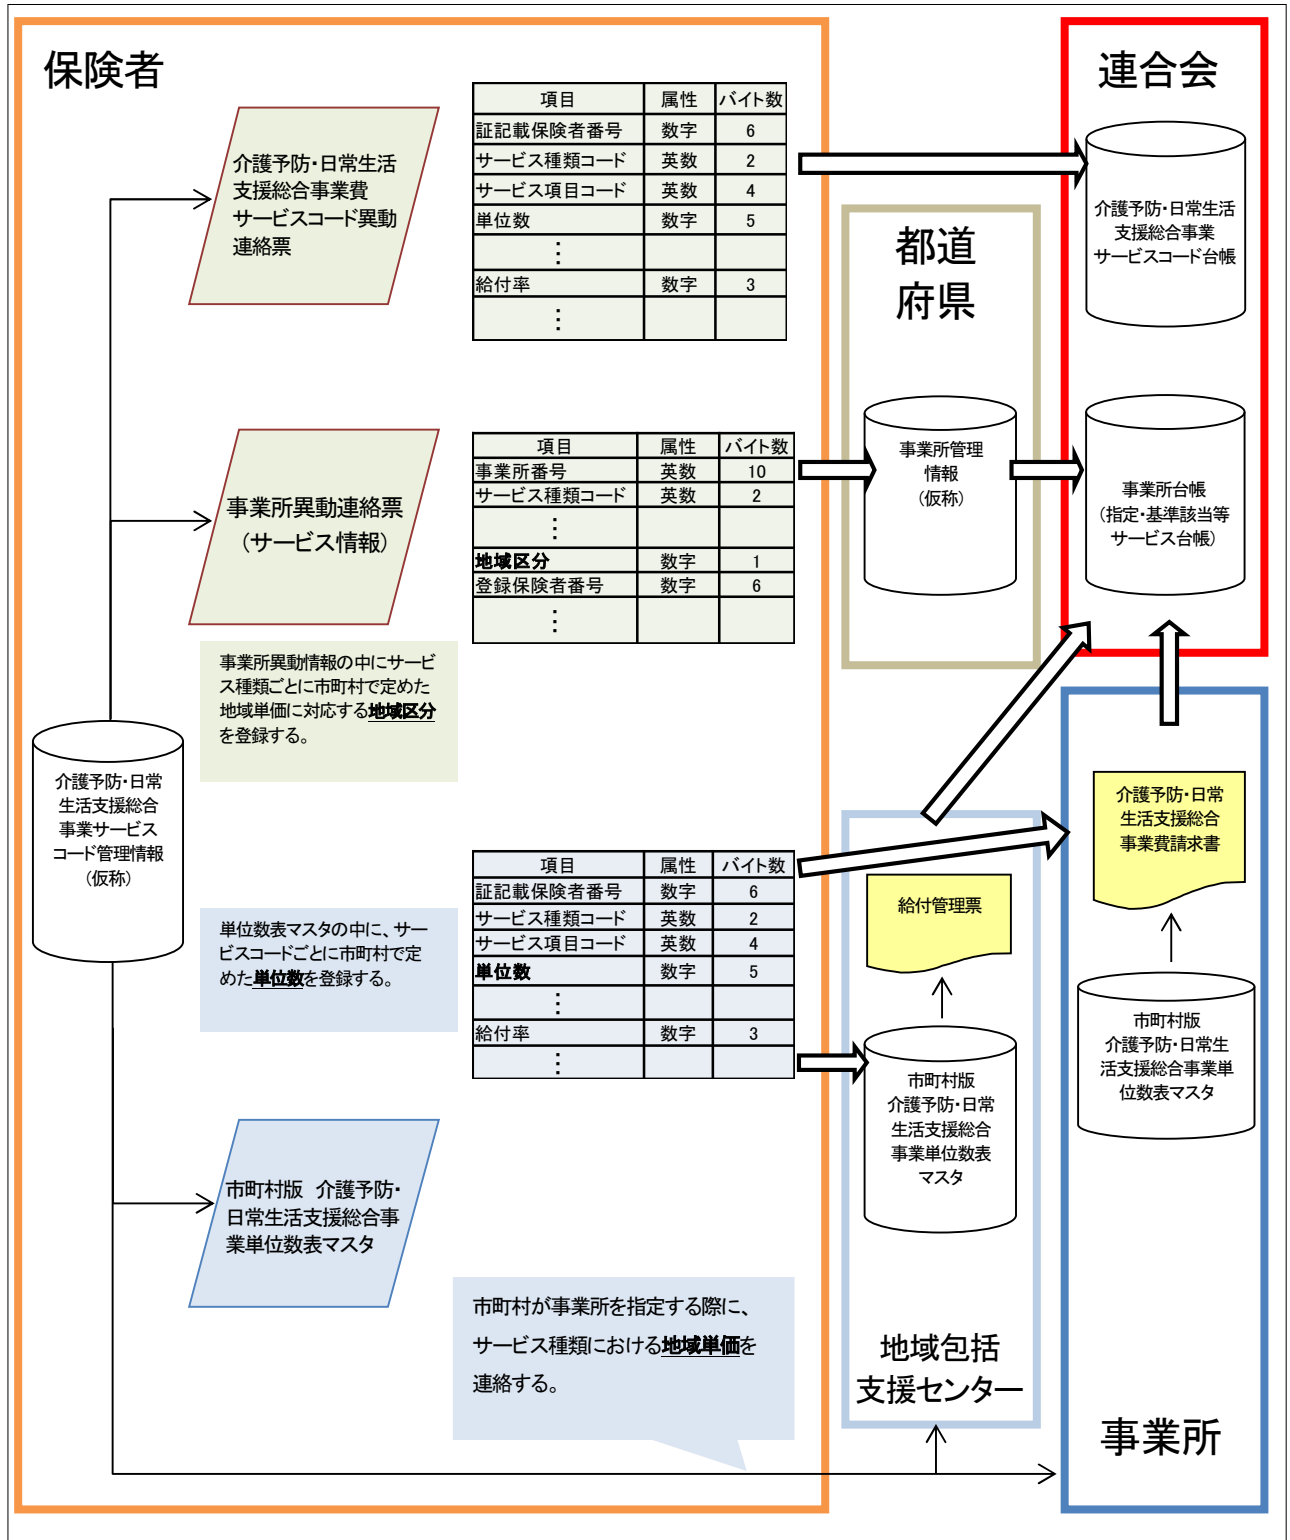 保険者
介護予防・日常生活
支援総合事業費
サービスコード異動
連絡票
項目 属性 バイト数
証記載保険者番号 数字 6
サービス種類コード 英数 2
サービス項目コード 英数 4
単位数 数字 5
⋮
給付率 数字 3
⋮
連合会
介護予防・日常生活
支援総合事業
サービスコード台帳
都道
府県
事業所異動連絡票
（サービス情報）
項目 属性 バイト数
事業所番号 英数 10
サービス種類コード 英数 2
⋮
地域区分 数字 1
登録保険者番号 数字 6
⋮
事業所管理
情報
（仮称）
事業所台帳
（指定・基準該当等
サービス台帳）
事業所異動情報の中にサービ
ス種類ごとに市町村で定めた
地域単価に対応する地域区分
を登録する。
介護予防・日常
生活支援総合
事業サービス
コード管理情報
（仮称）
単位数表マスタの中に、サー
ビスコードごとに市町村で定
めた単位数を登録する。
項目 属性 バイト数
証記載保険者番号 数字 6
サービス種類コード 英数 2
サービス項目コード 英数 4
単位数 数字 5
⋮
給付率 数字 3
⋮
給付管理票
介護予防・日常
生活支援総合
事業費請求書
市町村版
介護予防・日常
生活支援総合
事業単位数表
マスタ
市町村版
介護予防・日常生
活支援総合事業単
位数表マスタ
市町村版　介護予防・
日常生活支援総合事
業単位数表マスタ
市町村が事業所を指定する際に、
サービス種類における地域単価を
連絡する。
地域包括
支援センター
事業所